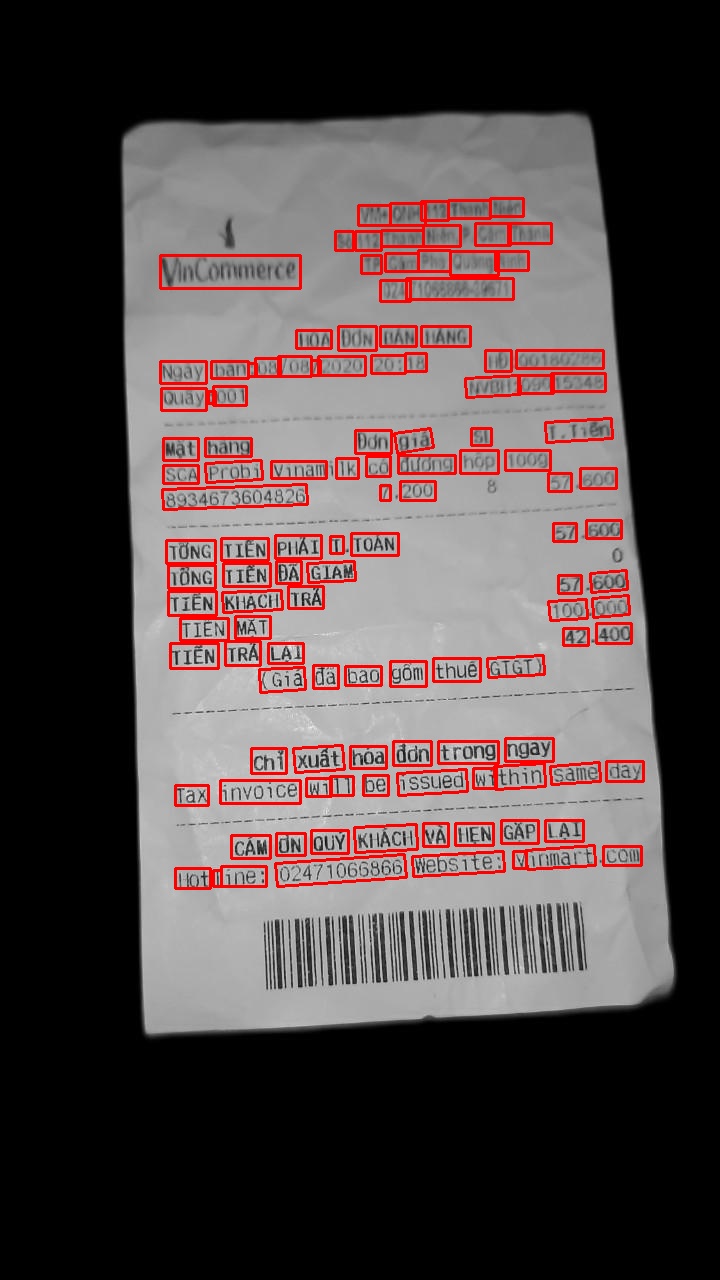 VinCommerce
VM+ QNH 112 Thanh Niên
Số 112 Thanh Niên, P. Cẩm Thành
TP. Cẩm Phả, Quảng Ninh
02471066866-39671
HÓA ĐƠN BÁN HÀNG
Ngày bán: 08/08/2020 20:18 HĐ: 00180286
Quầy: 001 NVBH: 09015348
Mặt hàng Đơn giá SL T.Tiền
SCA Probi Vinamilk có đường hộp 100g
8934673604826 7.200 8 57.600
TỔNG TIỀN PHẢI T.TOÁN 57.600
TỔNG TIỀN ĐÃ GIẢM 0
TIỀN KHÁCH TRẢ 57.600
TIỀN MẶT 100.000
TIỀN TRẢ LẠI 42.400
(Giá đã bao gồm thuế GTGT)
Chỉ xuất hóa đơn trong ngày
Tax invoice will be issued within same day
CẢM ƠN QUÝ KHÁCH VÀ HẸN GẶP LẠI
Hotline: 02471066866 Website: vinmart.com